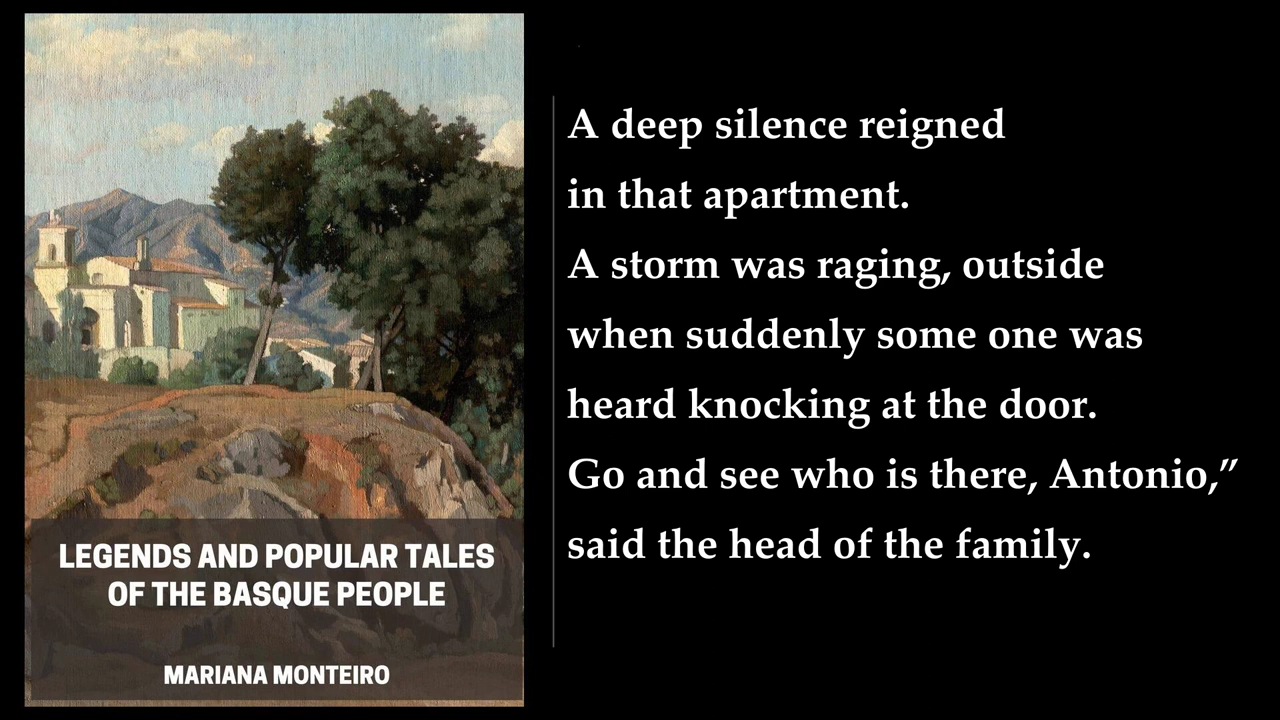 LEGENDS AND POPULAR TALES
OF THE BASQUE PEOPLE
MARIANA MONTEIRO
A deep silence reigned
in that apartment.
A storm was raging, outside
when suddenly some one was
heard knocking at the door.
Go and see who is there, Antonio,”
said the head of the family.